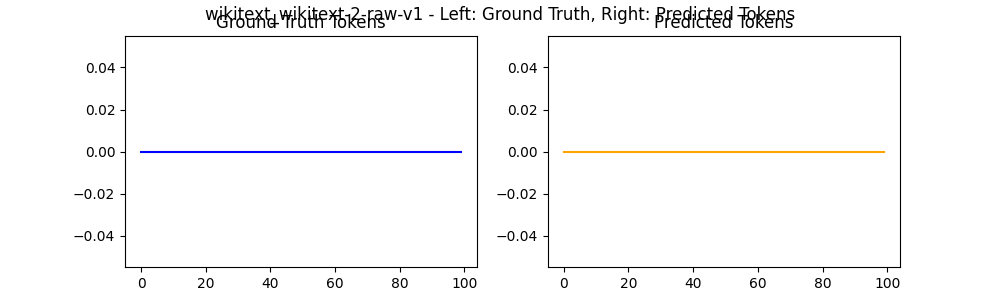 wikitext_wikitext-2-raw-v1 - Left: Ground Truth, Right: Predicted Tokens
Ground Truth Tokens
Predicted Tokens
0.04
0.02
0.00
−0.02
−0.04
0 20 40 60 80 100
0.04
0.02
0.00
−0.02
−0.04
0 20 40 60 80 100